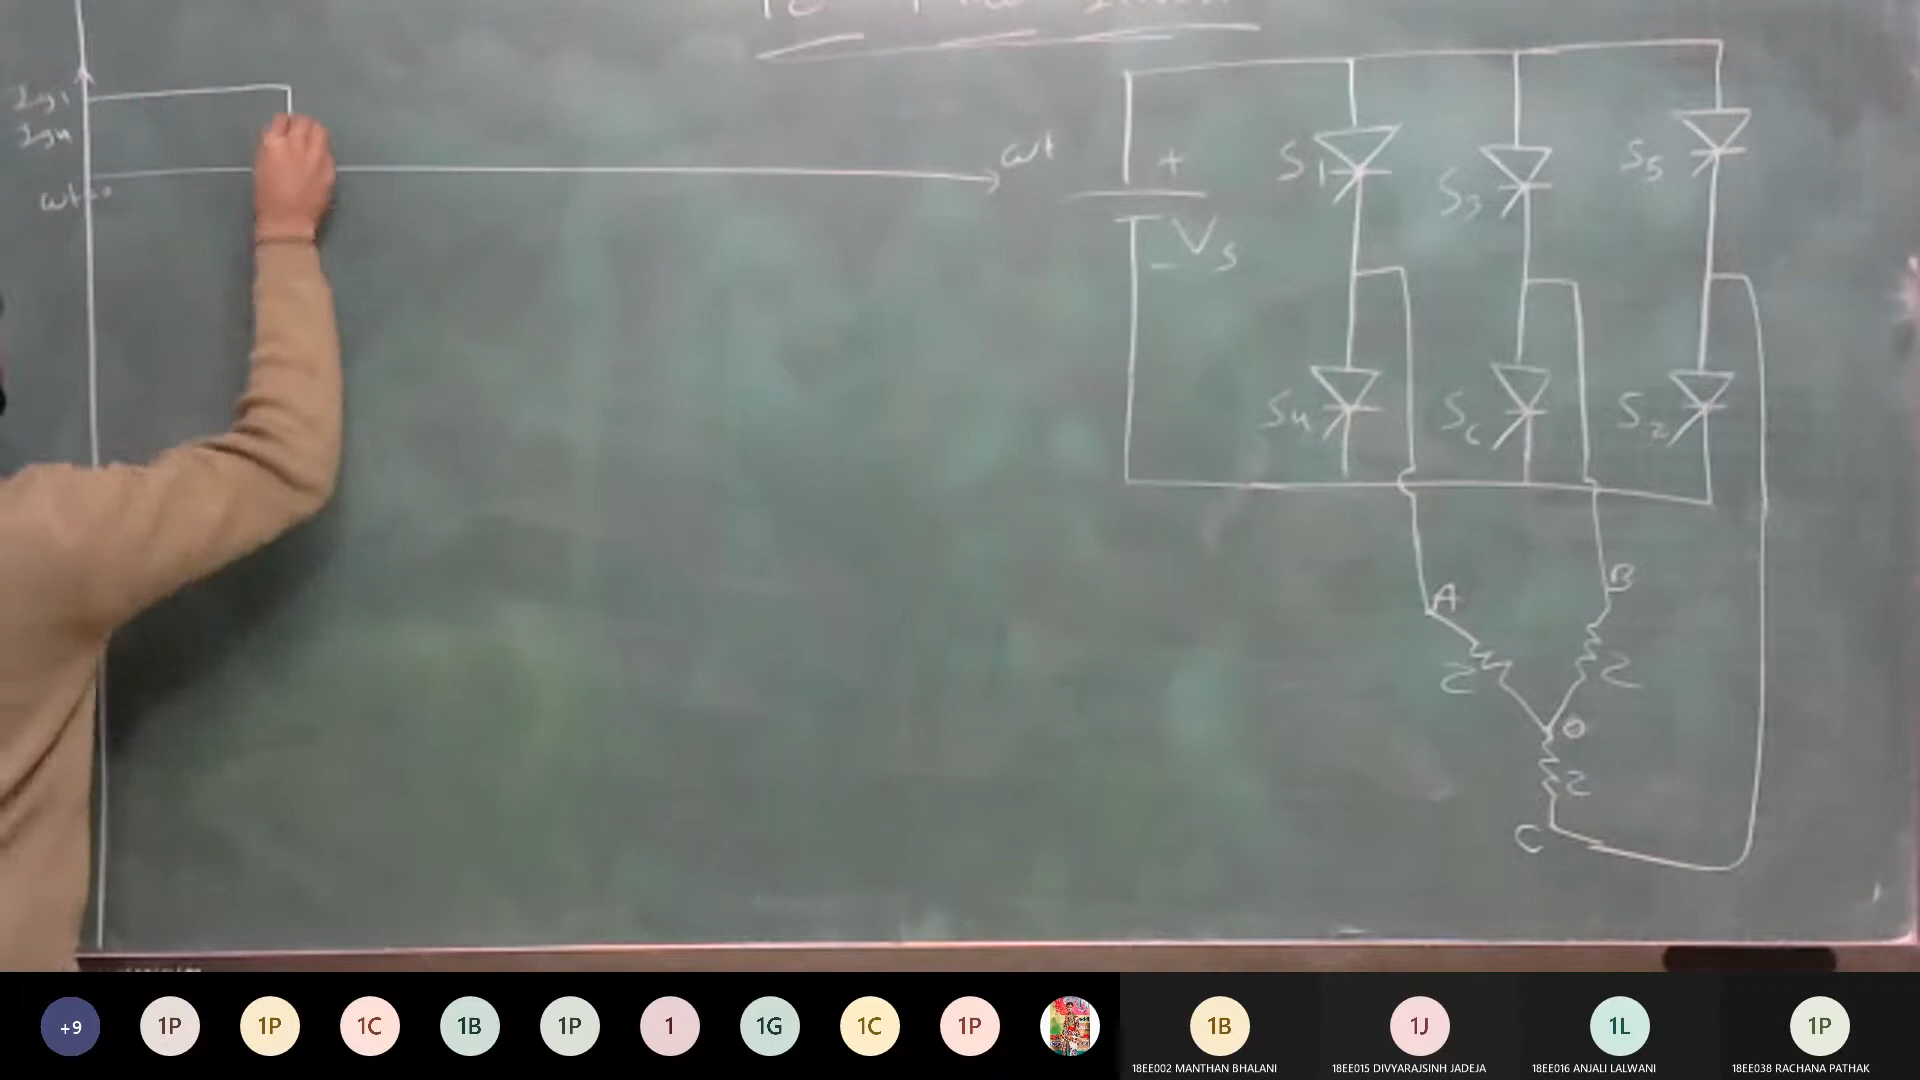 Ig1
Ig4
ωt=0
ωt
+
Vs
S1
S3
S5
S4
S6
S2
A
B
Z
Z
O
Z
C
+9
1P
1P
1C
1B
1P
1
1G
1C
1P
1B
1J
1L
1P
18EE002 MANTHAN BHALANI
18EE015 DIVYARAJSINH JADEJA
18EE016 ANJALI LALWANI
18EE038 RACHANA PATHAK